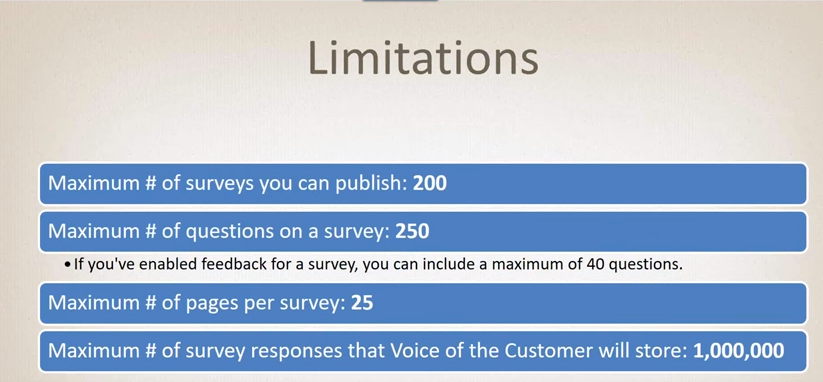 Limitations
Maximum # of surveys you can publish: 200
Maximum # of questions on a survey: 250
•If you've enabled feedback for a survey, you can include a maximum of 40 questions.
Maximum # of pages per survey: 25
Maximum # of survey responses that Voice of the Customer will store: 1,000,000